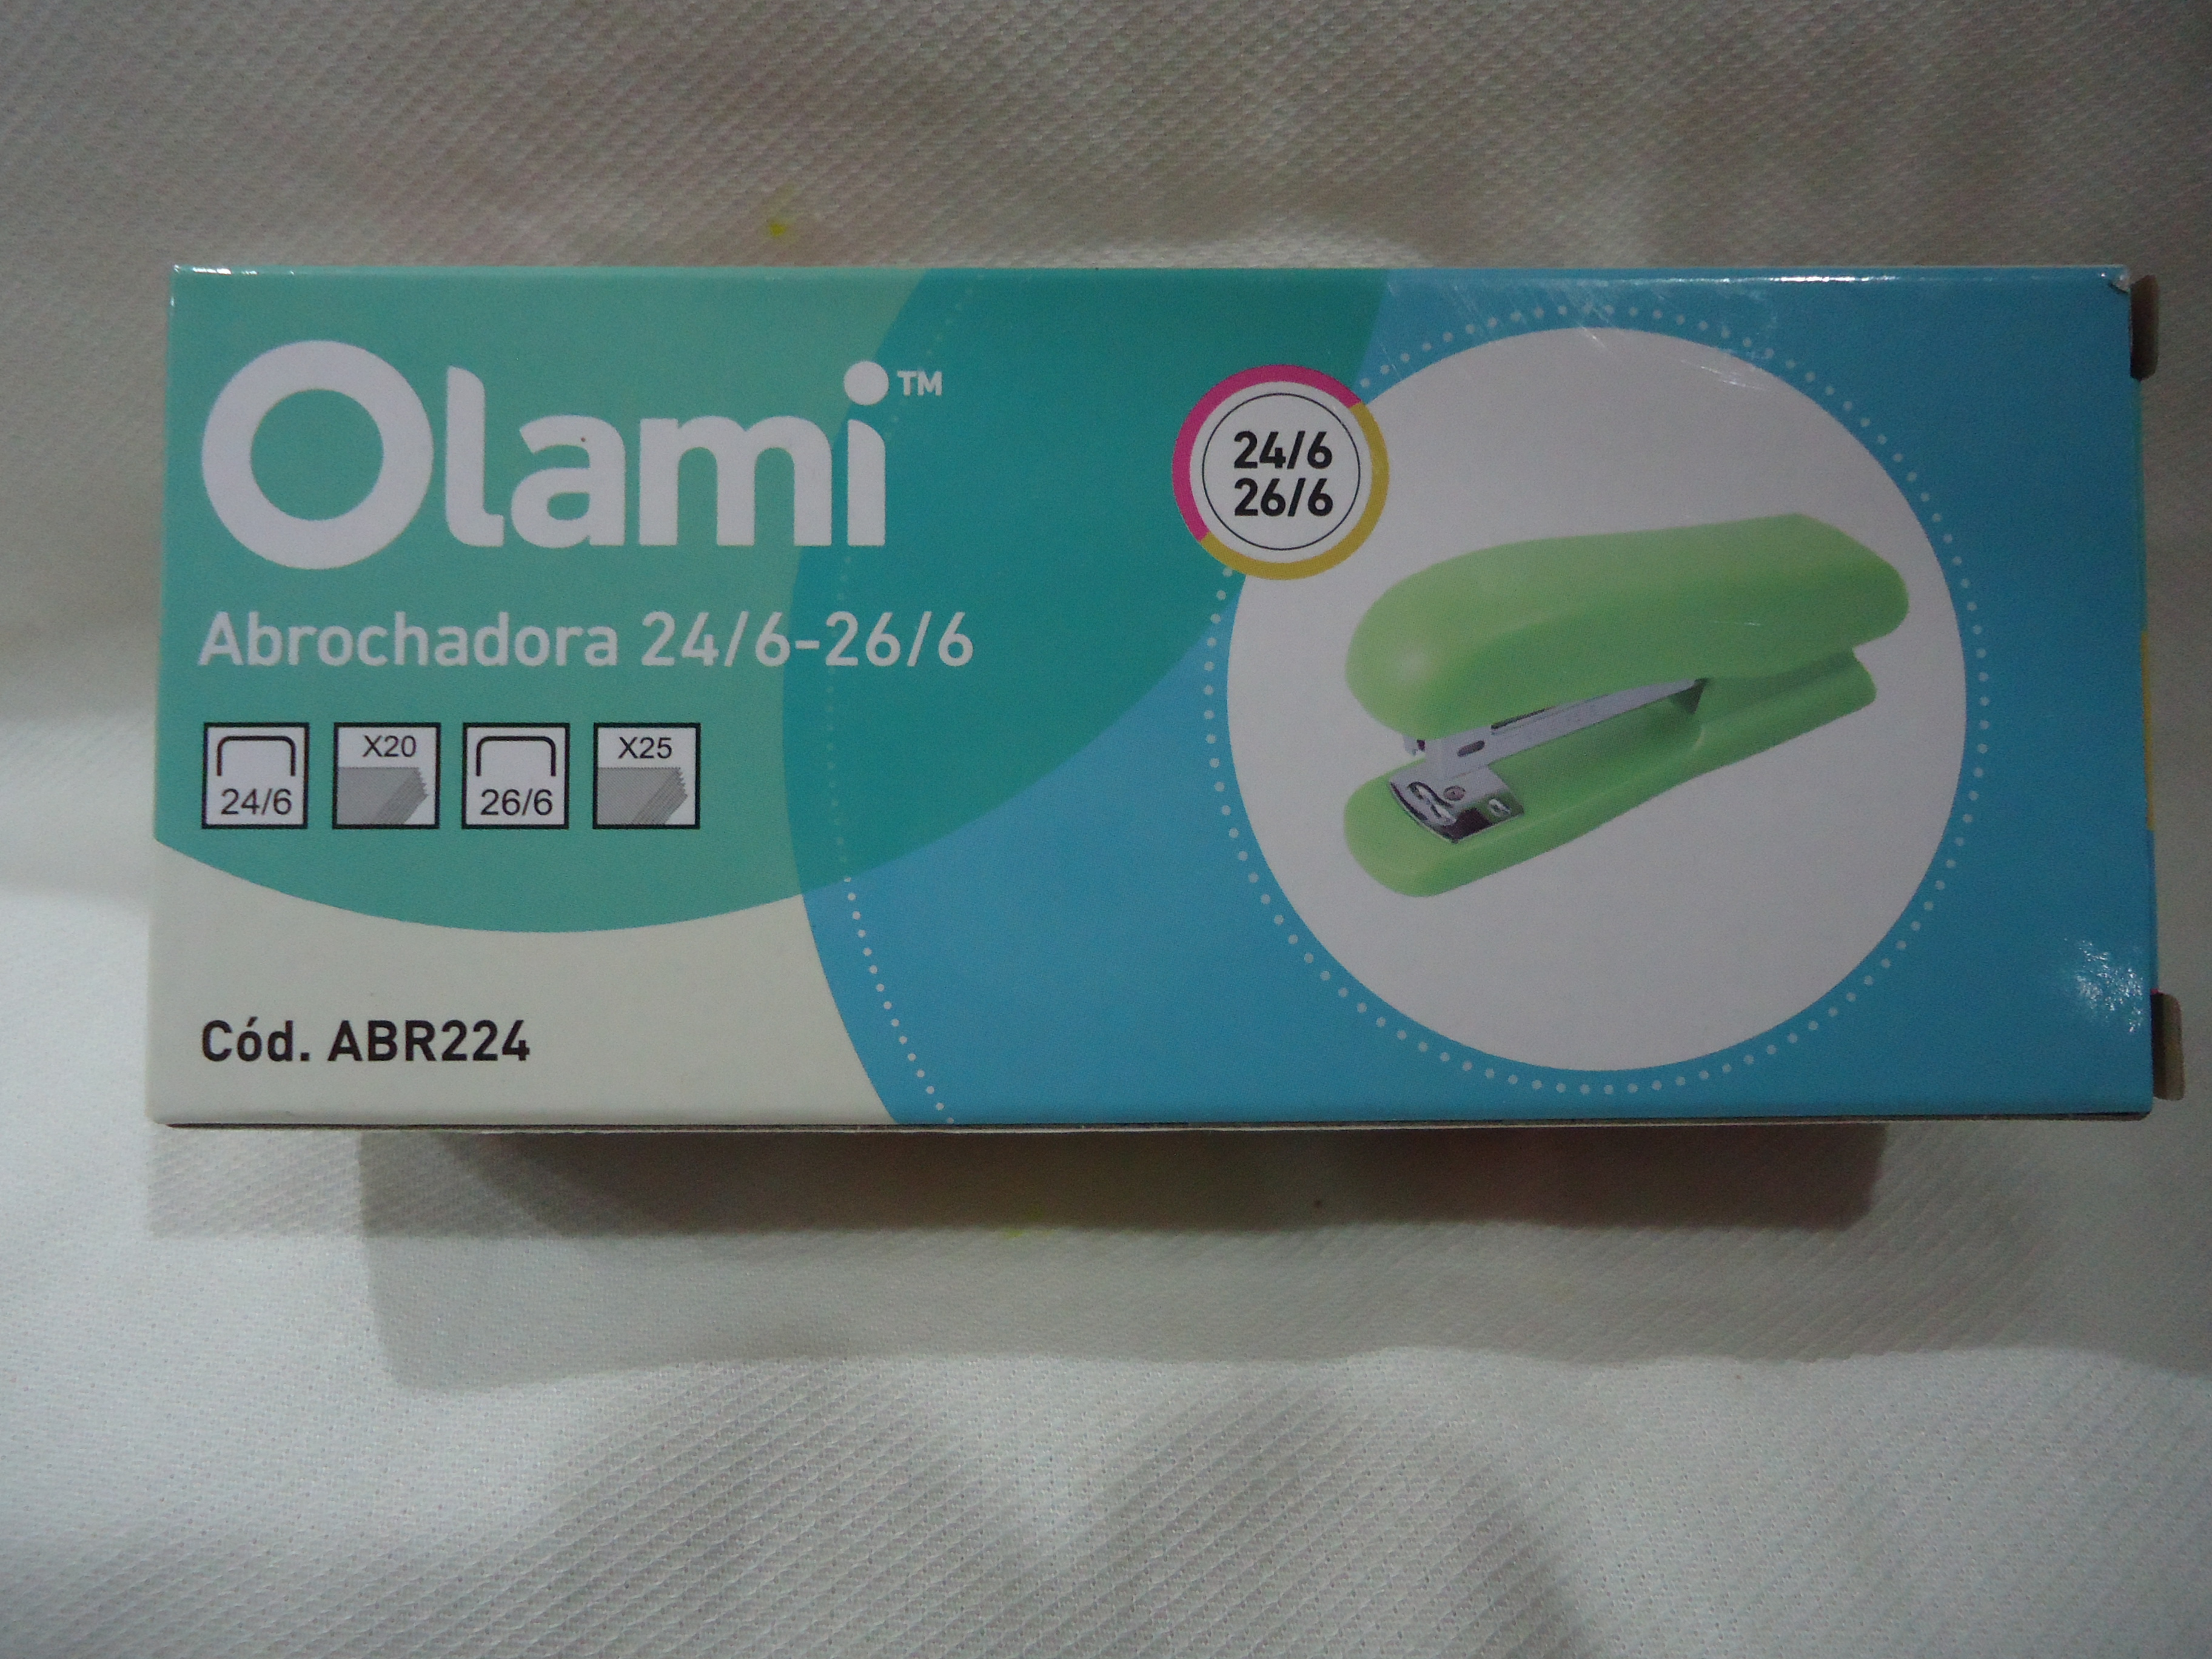 Olami™
Abrochadora 24/6-26/6
24/6
X20
26/6
X25
Cód. ABR224
24/6
26/6